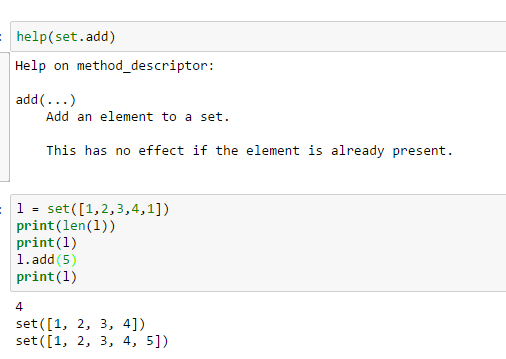 help(set.add)
Help on method_descriptor:
add(...)
    Add an element to a set.
    This has no effect if the element is already present.
l = set([1,2,3,4,1])
print(len(l))
print(l)
l.add(5)
print(l)
4
set([1, 2, 3, 4])
set([1, 2, 3, 4, 5])